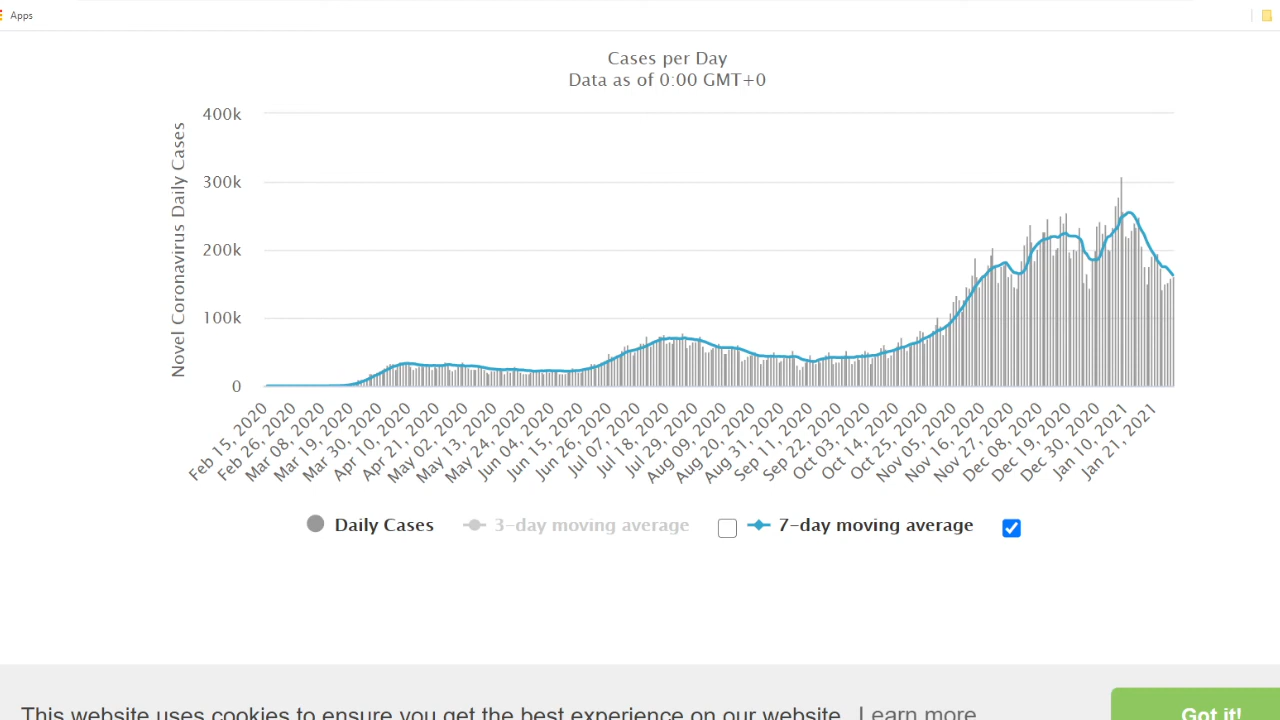 Apps
Cases per Day
Data as of 0:00 GMT+0
Novel Coronavirus Daily Cases
400k
300k
200k
100k
0
Feb 15, 2020
Feb 26, 2020
Mar 08, 2020
Mar 19, 2020
Mar 30, 2020
Apr 10, 2020
Apr 21, 2020
May 02, 2020
May 13, 2020
May 24, 2020
Jun 04, 2020
Jun 15, 2020
Jun 26, 2020
Jul 07, 2020
Jul 18, 2020
Jul 29, 2020
Aug 09, 2020
Aug 20, 2020
Aug 31, 2020
Sep 11, 2020
Sep 22, 2020
Oct 03, 2020
Oct 14, 2020
Oct 25, 2020
Nov 05, 2020
Nov 16, 2020
Nov 27, 2020
Dec 08, 2020
Dec 19, 2020
Dec 30, 2020
Jan 10, 2021
Jan 21, 2021
Daily Cases 3-day moving average 7-day moving average
This website uses cookies to ensure you get the best experience on our website. Learn more
Got it!